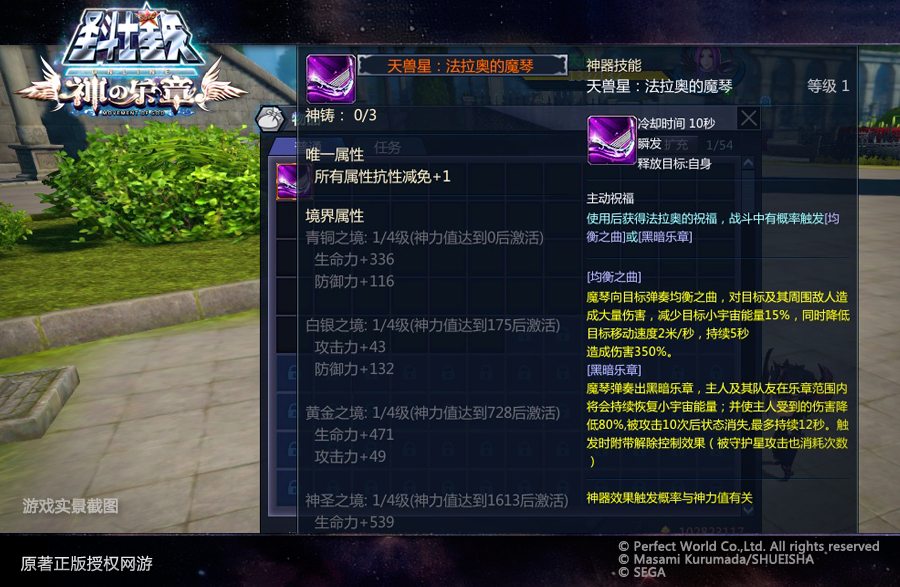 圣斗士星矢
ONLINE
神の乐章
MOVEMENT OF GOD
天兽星：法拉奥的魔琴
神铸： 0/3
唯一属性
所有属性抗性减免+1
境界属性
青铜之境: 1/4级(神力值达到0后激活)
生命力+336
防御力+116
白银之境: 1/4级(神力值达到175后激活)
攻击力+43
防御力+132
黄金之境: 1/4级(神力值达到728后激活)
生命力+471
攻击力+49
神圣之境: 1/4级(神力值达到1613后激活)
生命力+539
任务
神器技能
天兽星：法拉奥的魔琴 等级 1
冷却时间 10秒
瞬发
扩充 1/54
释放目标:自身
主动祝福
使用后获得法拉奥的祝福，战斗中有概率触发[均
衡之曲]或[黑暗乐章]
[均衡之曲]
魔琴向目标弹奏均衡之曲，对目标及其周围敌人造
成大量伤害，减少目标小宇宙能量15%，同时降低
目标移动速度2米/秒，持续5秒
造成伤害350%。
[黑暗乐章]
魔琴弹奏出黑暗乐章，主人及其队友在乐章范围内
将会持续恢复小宇宙能量；并使主人受到的伤害降
低80%,被攻击10次后状态消失,最多持续12秒。触
发时附带解除控制效果（被守护星攻击也消耗次数
）
神器效果触发概率与神力值有关
游戏实景截图
原著正版授权网游
© Perfect World Co.,Ltd. All rights reserved
© Masami Kurumada/SHUEISHA
© SEGA